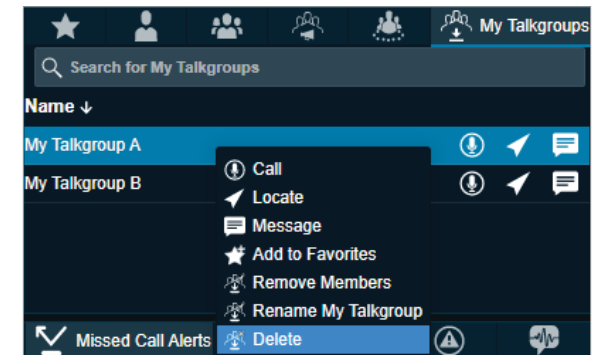 My Talkgroups
Search for My Talkgroups
Name ↓
My Talkgroup A
My Talkgroup B
Call
Locate
Message
Add to Favorites
Remove Members
Rename My Talkgroup
Delete
Missed Call Alerts